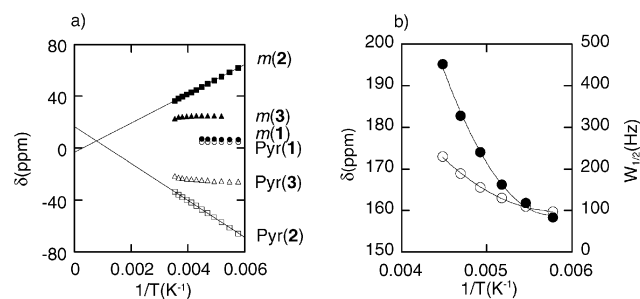 a)
80
40
0
-40
-80
δ(ppm)
0
0.002
0.004
0.006
1/T(K⁻¹)
m(2)
m(3)
m(1)
Pyr(1)
Pyr(3)
Pyr(2)
b)
200
190
180
170
160
150
δ(ppm)
0.004
0.005
0.006
1/T(K⁻¹)
500
400
300
200
100
0
W₁/₂(Hz)